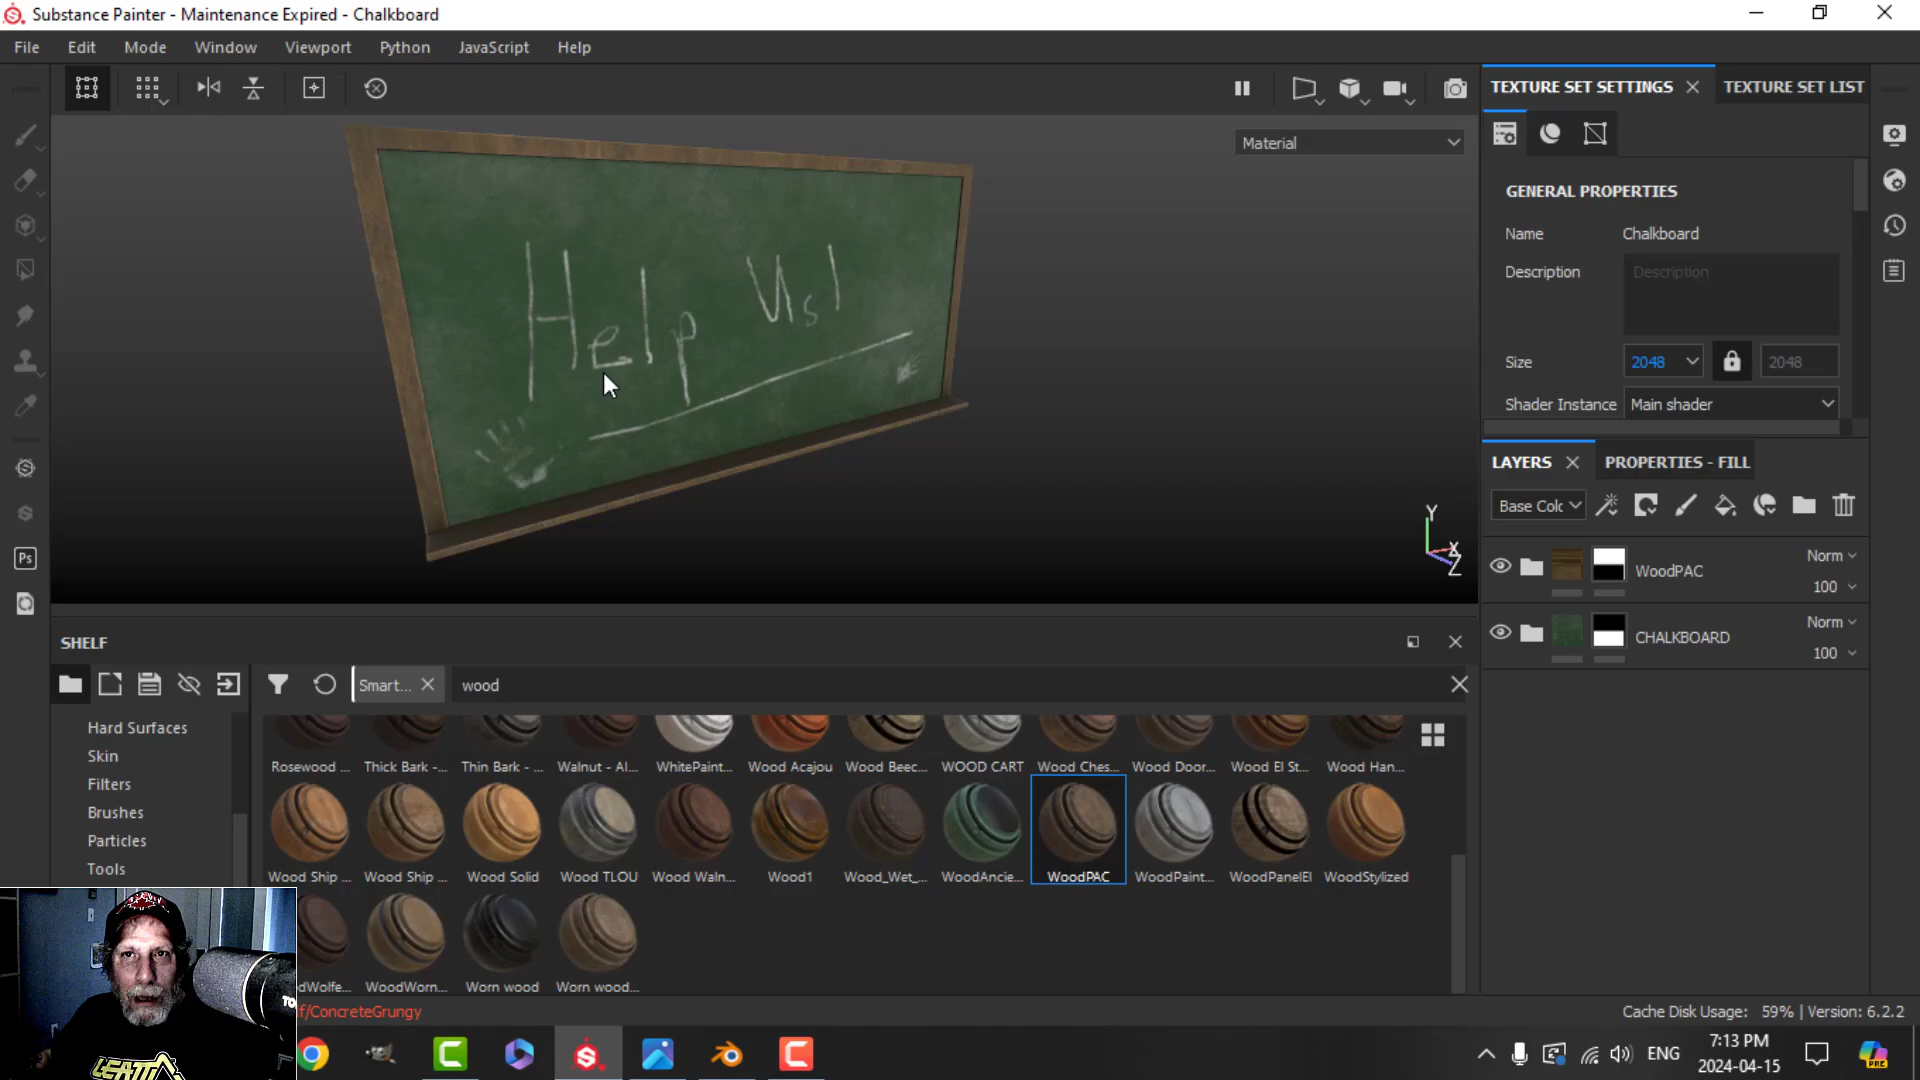 Substance Painter - Maintenance Expired - Chalkboard
File Edit Mode Window Viewport Python JavaScript Help
TEXTURE SET SETTINGS TEXTURE SET LIST
Material
Help Us!
GENERAL PROPERTIES
Name Chalkboard
Description Description
Size 2048 2048
Shader Instance Main shader
LAYERS PROPERTIES - FILL
Base Colc
Norm
WoodPAC
100
Norm
CHALKBOARD
100
Y
X
Z
SHELF
Smart... wood
Hard Surfaces
Skin
Filters
Brushes
Particles
Tools
Rosewood ... Thick Bark -... Thin Bark - ... Walnut - Al... WhitePaint... Wood Acajou Wood Beec... WOOD CART Wood Ches... Wood Door... Wood El St... Wood Han...
Wood Ship ... Wood Ship ... Wood Solid Wood TLOU Wood Waln... Wood1 Wood_Wet_... WoodAncie... WoodPAC WoodPaint... WoodPanelEl WoodStylized
dWolfe... WoodWorn... Worn wood Worn wood...
f/ConcreteGrungy
Cache Disk Usage: 59% | Version: 6.2.2
Ps
ENG
7:13 PM
2024-04-15
PRE